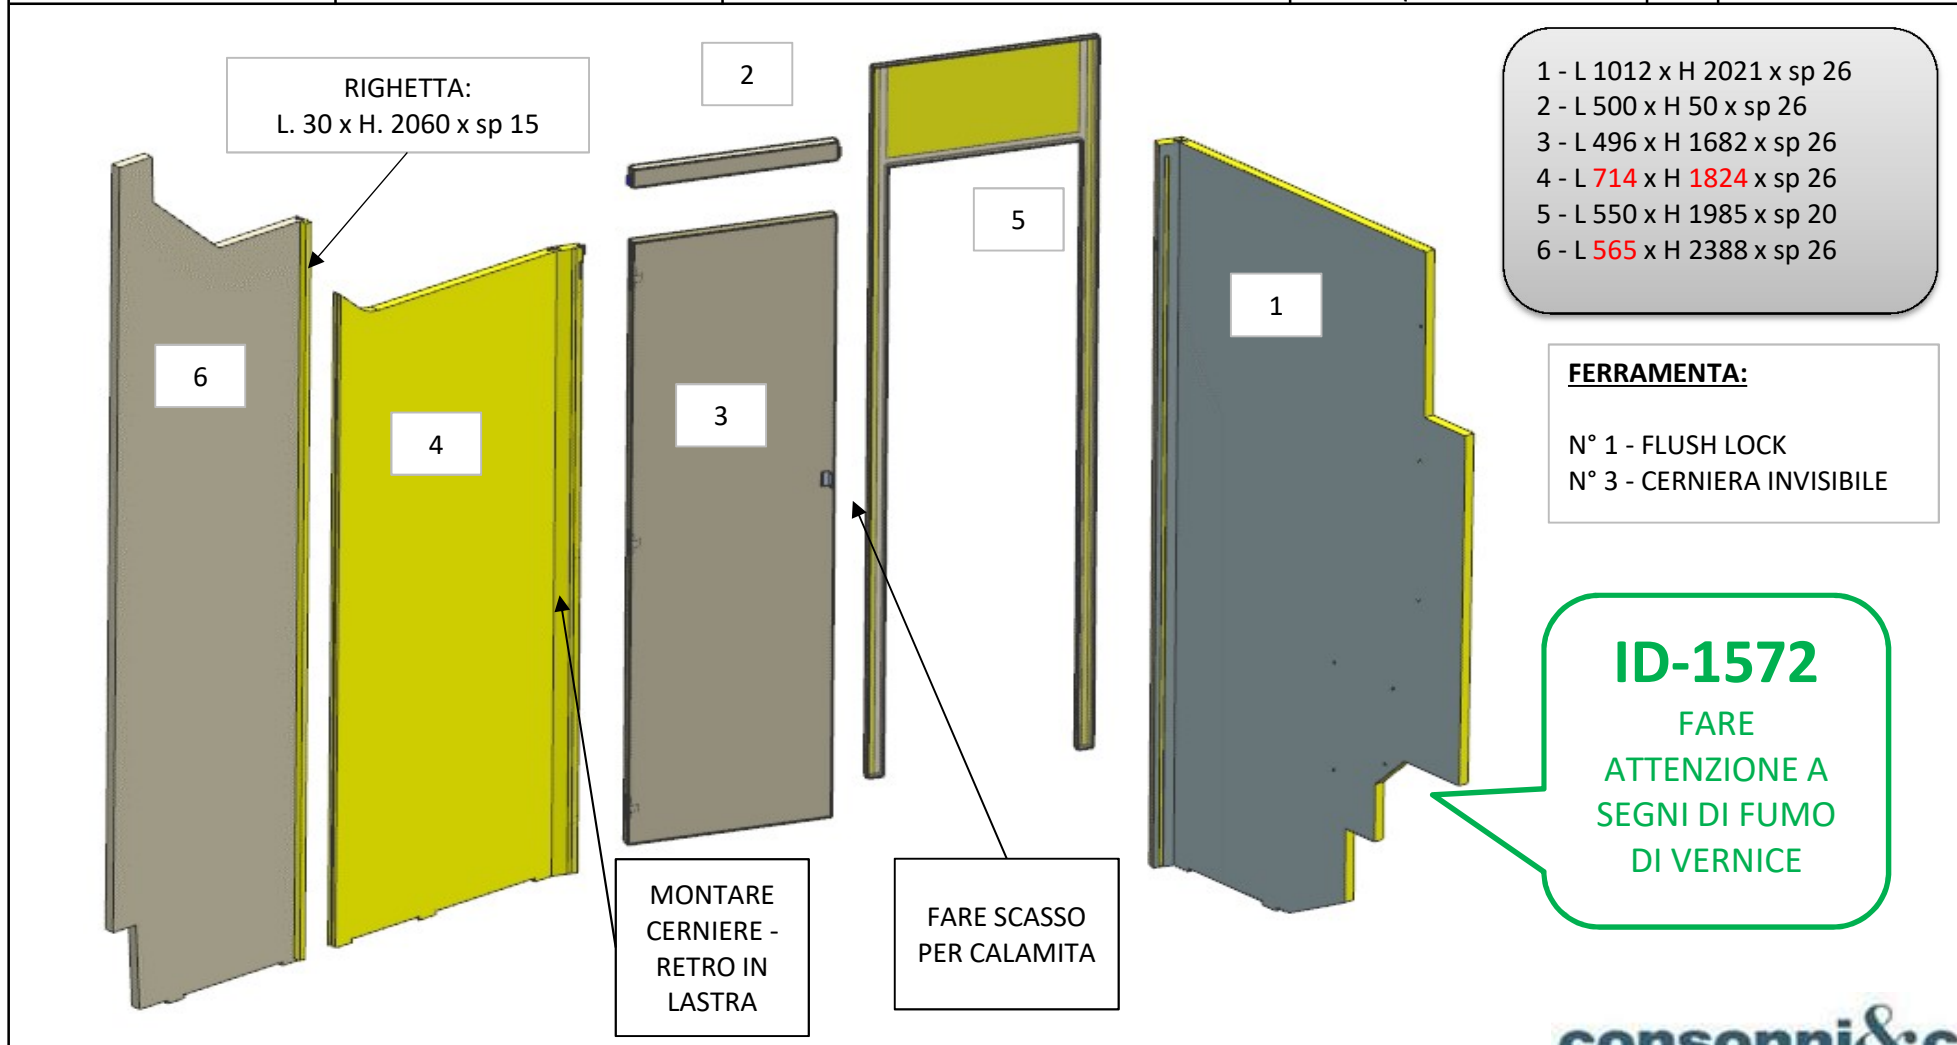 RIGHETTA:
L. 30 x H. 2060 x sp 15
2
1 - L 1012 x H 2021 x sp 26
2 - L 500 x H 50 x sp 26
3 - L 496 x H 1682 x sp 26
4 - L 714 x H 1824 x sp 26
5 - L 550 x H 1985 x sp 20
6 - L 565 x H 2388 x sp 26
5
1
6
4
3
FERRAMENTA:
N° 1 - FLUSH LOCK
N° 3 - CERNIERA INVISIBILE
ID-1572
FARE
ATTENZIONE A
SEGNI DI FUMO
DI VERNICE
MONTARE
CERNIERE -
RETRO IN
LASTRA
FARE SCASSO
PER CALAMITA
consonni&c